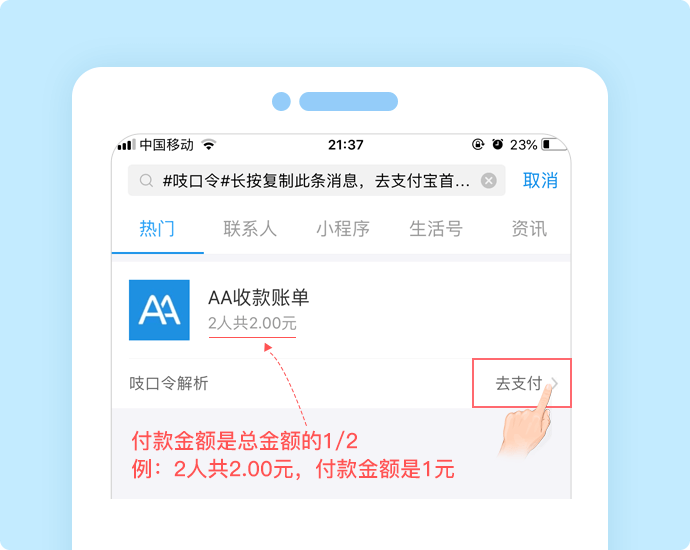 中国移动 21:37 23%
#吱口令#长按复制此条消息，去支付宝首... 取消
热门 联系人 小程序 生活号 资讯
AA
AA收款账单
2人共2.00元
吱口令解析 去支付
付款金额是总金额的1/2
例：2人共2.00元，付款金额是1元